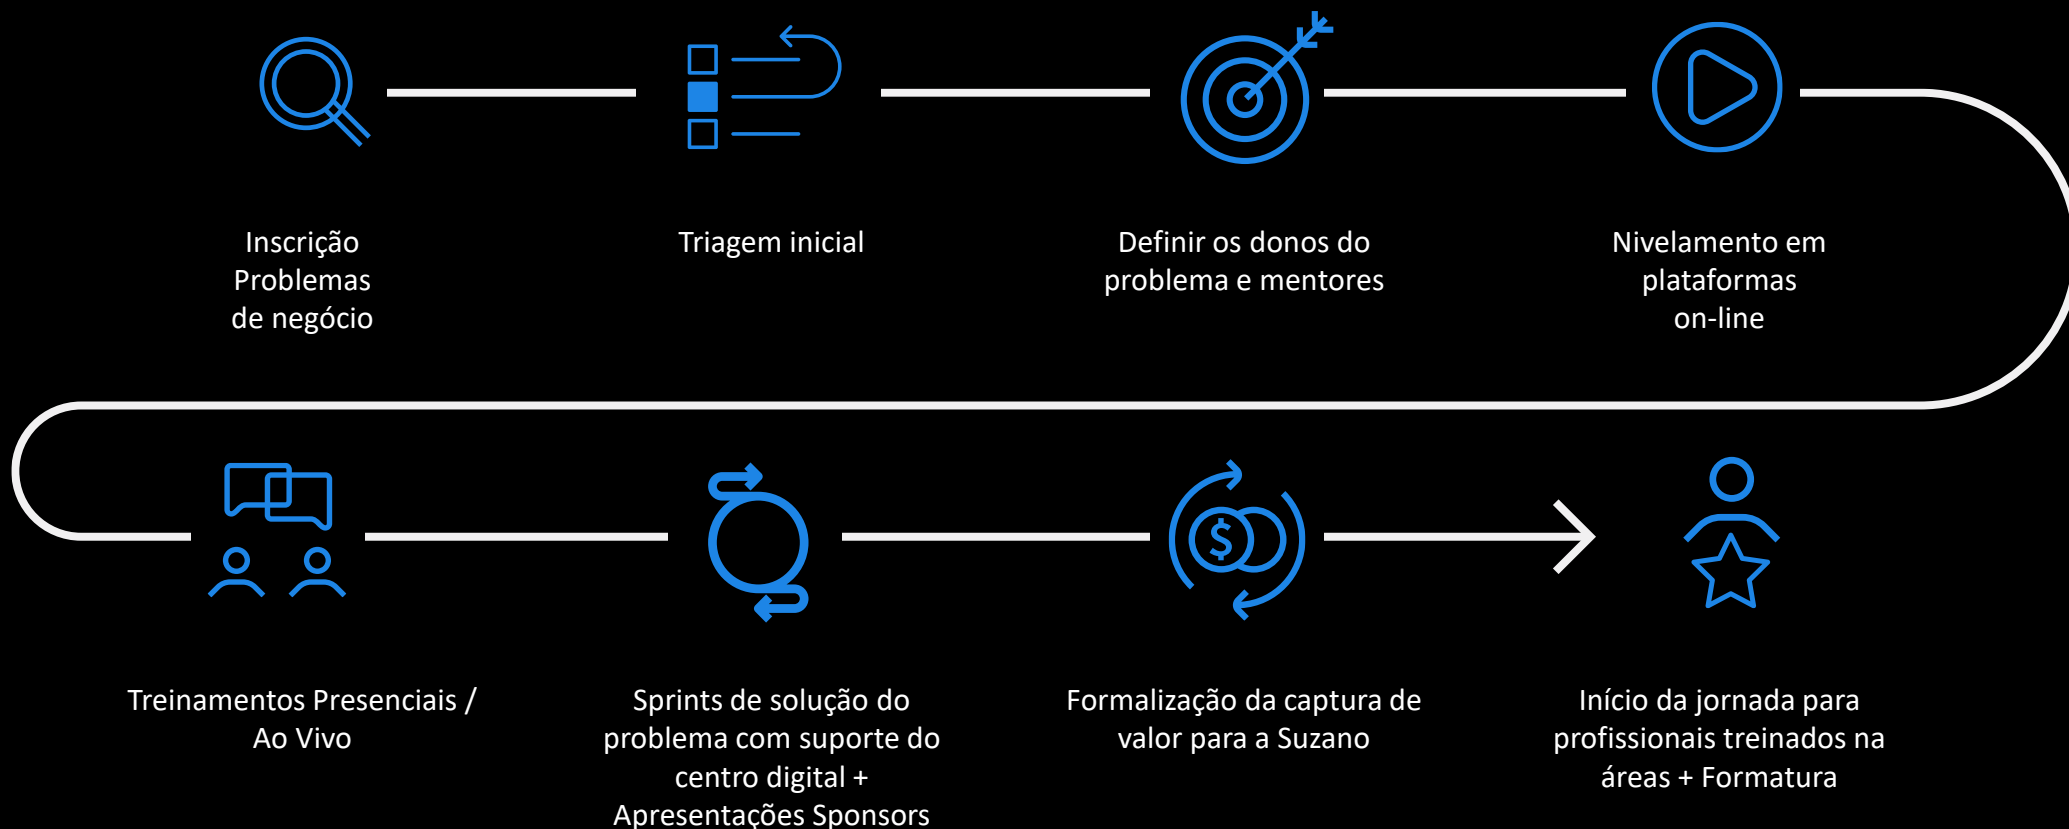 Inscrição
Problemas
de negócio
Triagem inicial
Definir os donos do
problema e mentores
Nivelamento em
plataformas
on-line
Treinamentos Presenciais /
Ao Vivo
Sprints de solução do
problema com suporte do
centro digital +
Apresentações Sponsors
$
Formalização da captura de
valor para a Suzano
Início da jornada para
profissionais treinados na
áreas + Formatura